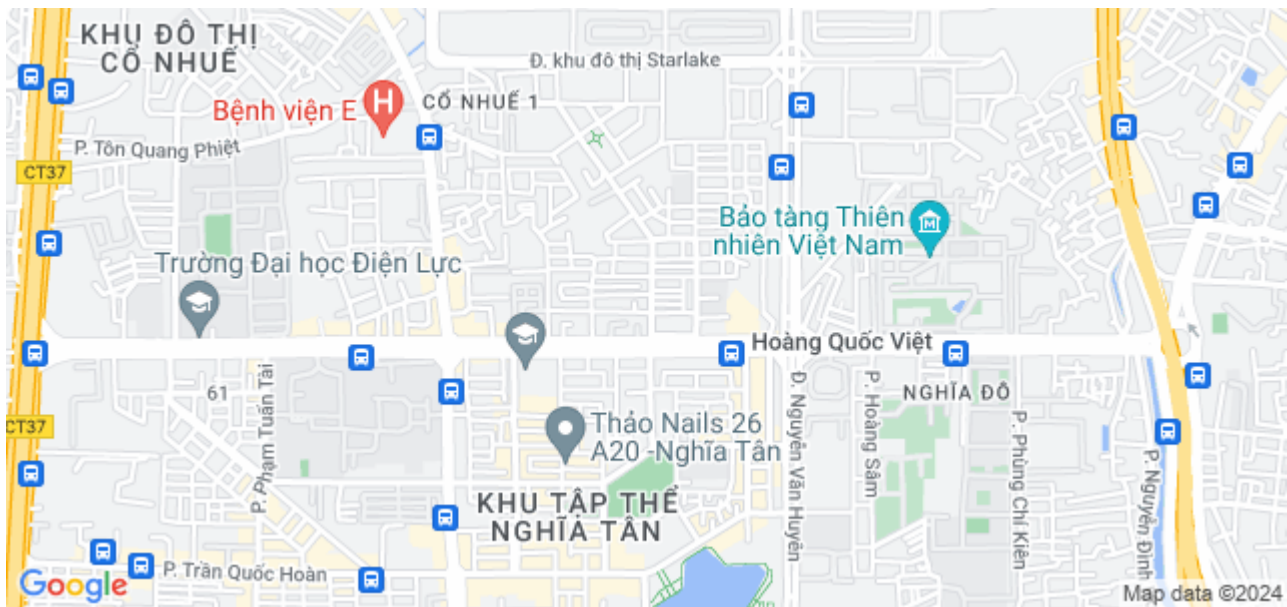 KHU ĐÔ THỊ
CỔ NHUẾ
Đ. khu đô thị Starlake
Bệnh viện E
H
CỔ NHUẾ 1
P. Tôn Quang Phiệt
CT37
Bảo tàng Thiên
nhiên Việt Nam
M
Trường Đại học Điện Lực
Hoàng Quốc Việt
61
P. Phạm Tuấn Tài
CT37
Thảo Nails 26
A20 -Nghĩa Tân
Đ. Nguyễn Văn Huyên
P. Hoàng Sâm
NGHĨA ĐÔ
P. Phùng Chí Kiên
P. Nguyễn Đình
KHU TẬP THỂ
NGHĨA TÂN
P. Trần Quốc Hoàn
Google
Map data ©2024